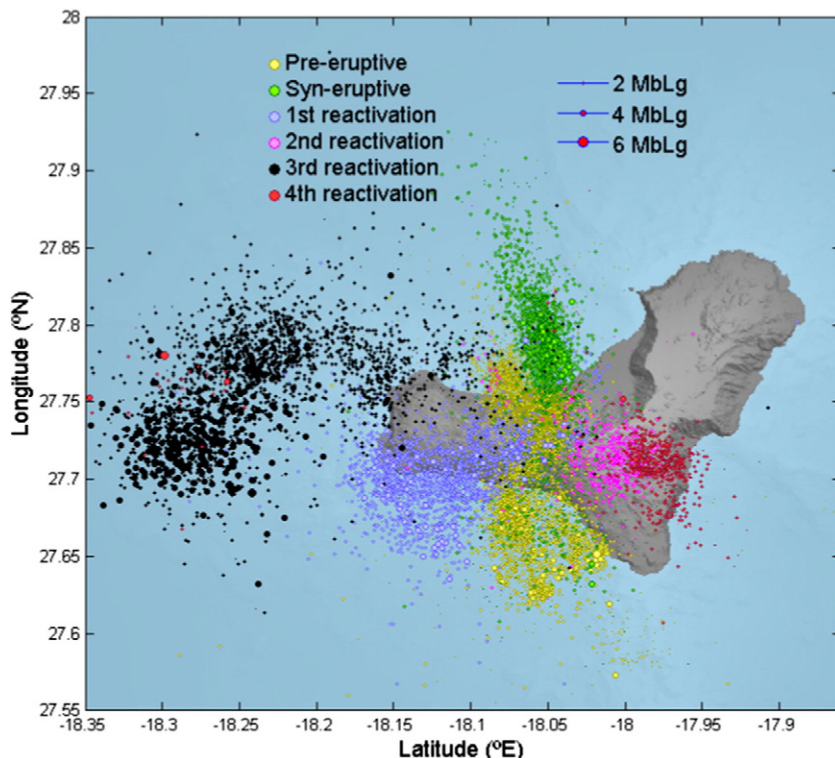 28
27.95
27.9
27.85
27.8
27.75
27.7
27.65
27.6
27.55
Longitude (ºN)
Pre-eruptive
Syn-eruptive
1st reactivation
2nd reactivation
3rd reactivation
4th reactivation
2 MbLg
4 MbLg
6 MbLg
-18.35 -18.3 -18.25 -18.2 -18.15 -18.1 -18.05 -18 -17.95 -17.9
Latitude (ºE)